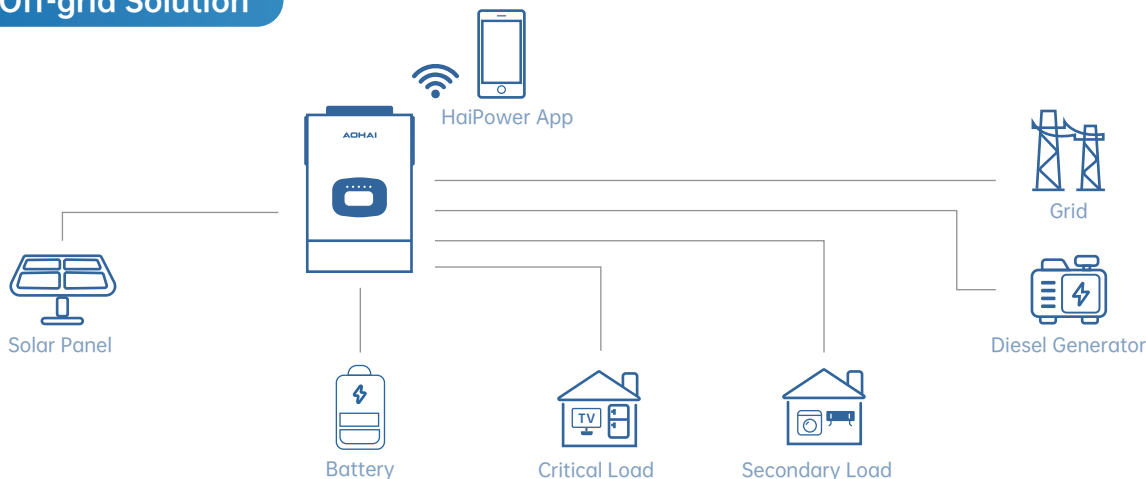 Off-grid Solution
HaiPower App
AOHAI
Grid
Solar Panel
Diesel Generator
TV
Battery
Critical Load
Secondary Load